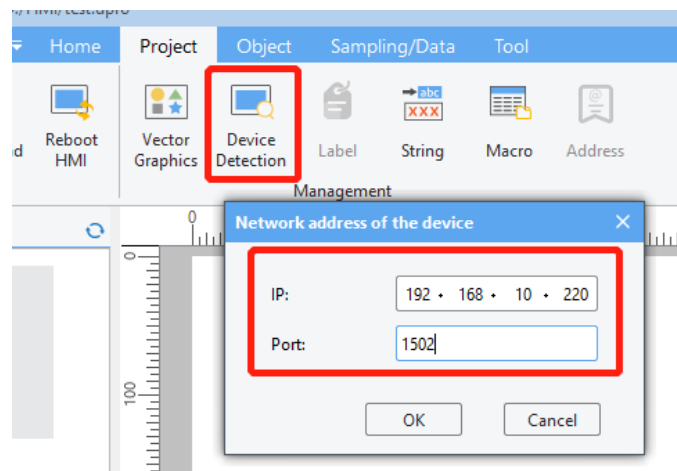 Home Project Object Sampling/Data Tool
abc
XXX
Reboot
HMI
Vector
Graphics
Device
Detection
Label
String
Macro
Address
Management
0
Network address of the device
0
IP: 192 . 168 . 10 . 220
Port: 1502
100
OK Cancel